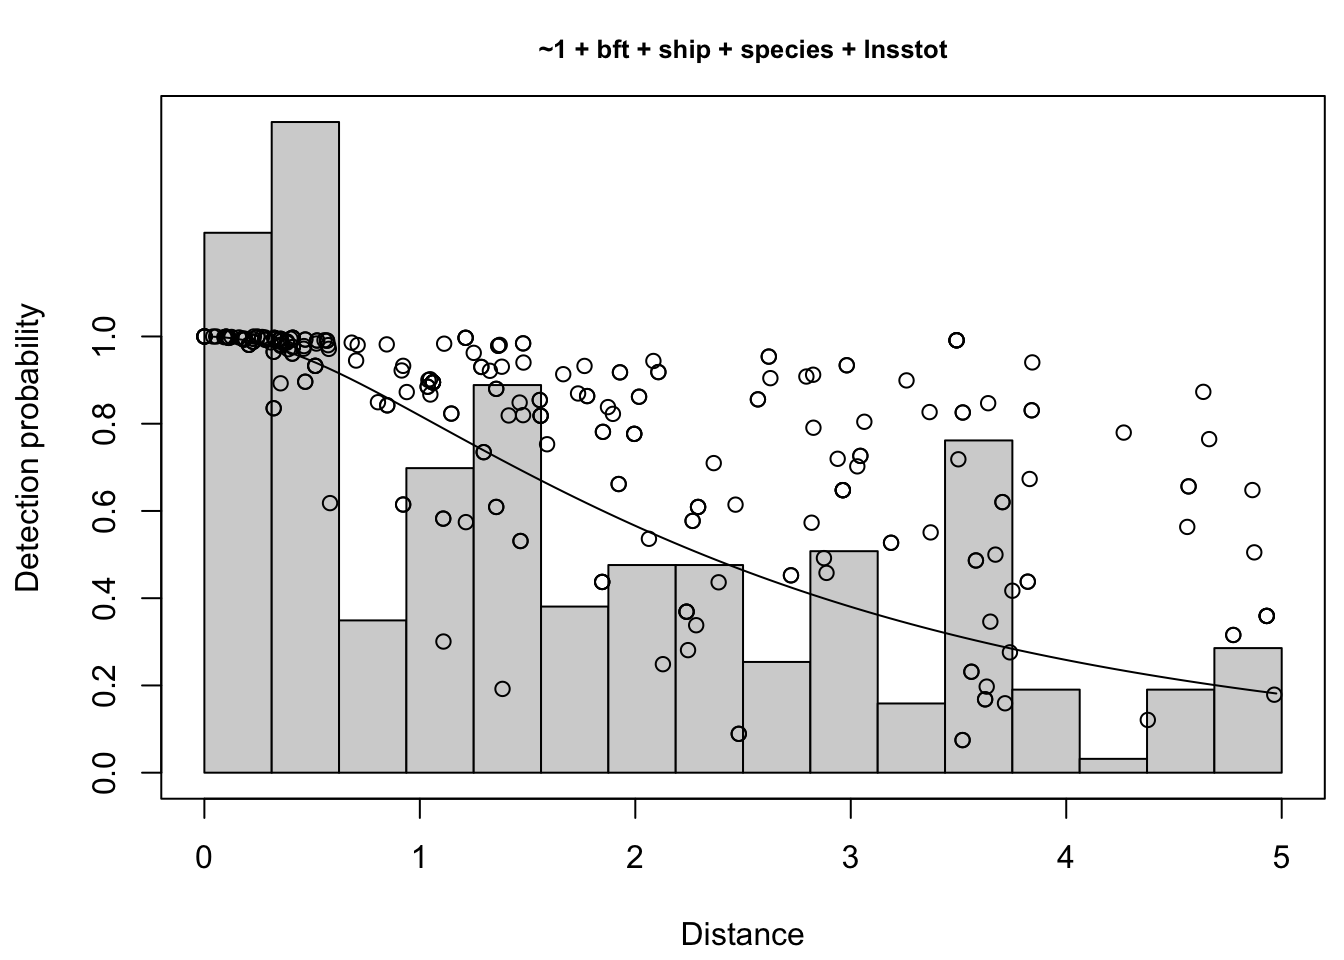 ~1 + bft + ship + species + lnsstot
Detection probability
1.0
0.8
0.6
0.4
0.2
0.0
0 1 2 3 4 5
Distance